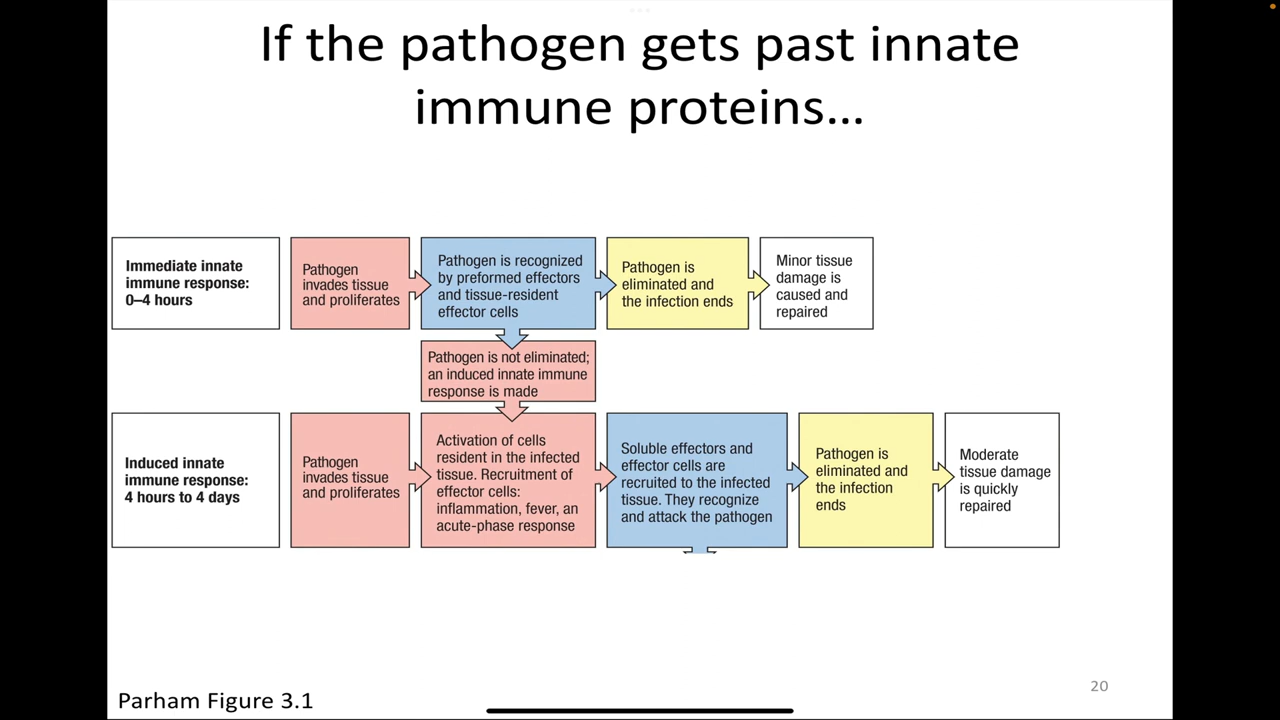 If the pathogen gets past innate
immune proteins...
Immediate innate
immune response:
0–4 hours
Pathogen
invades tissue
and proliferates
Pathogen is recognized
by preformed effectors
and tissue-resident
effector cells
Pathogen is
eliminated and
the infection ends
Minor tissue
damage is
caused and
repaired
Pathogen is not eliminated;
an induced innate immune
response is made
Induced innate
immune response:
4 hours to 4 days
Pathogen
invades tissue
and proliferates
Activation of cells
resident in the infected
tissue. Recruitment of
effector cells:
inflammation, fever, an
acute-phase response
Soluble effectors and
effector cells are
recruited to the infected
tissue. They recognize
and attack the pathogen
Pathogen is
eliminated and
the infection
ends
Moderate
tissue damage
is quickly
repaired
20
Parham Figure 3.1